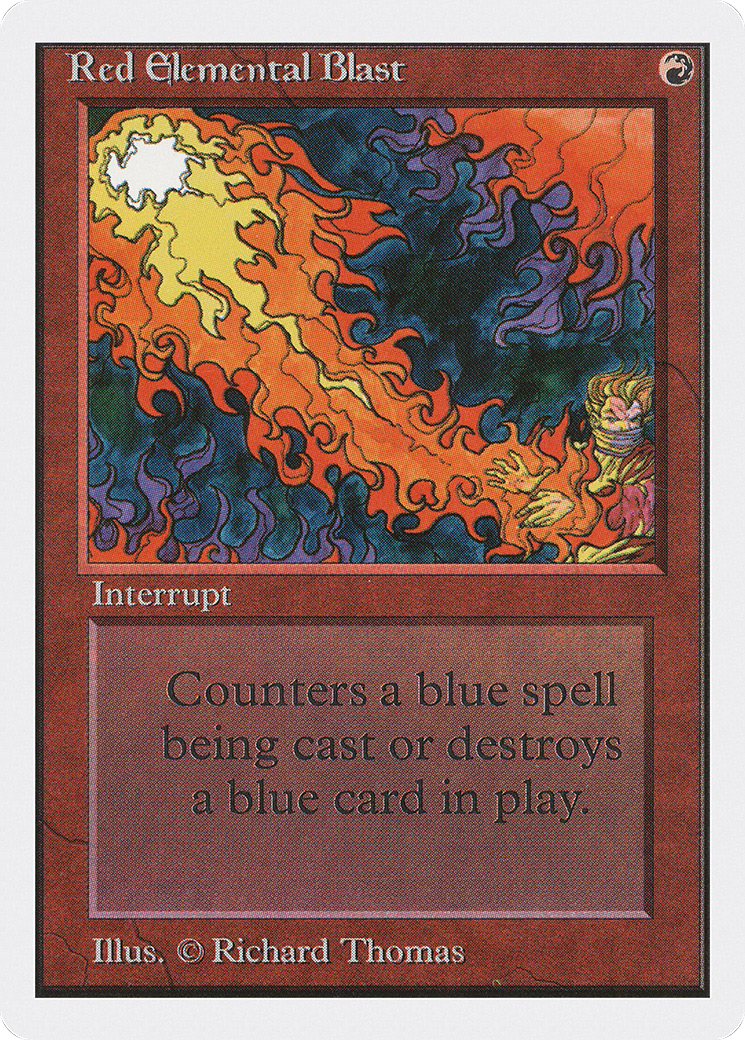 Red Elemental Blast
Interrupt
Counters a blue spell
being cast or destroys
a blue card in play.
Illus. © Richard Thomas